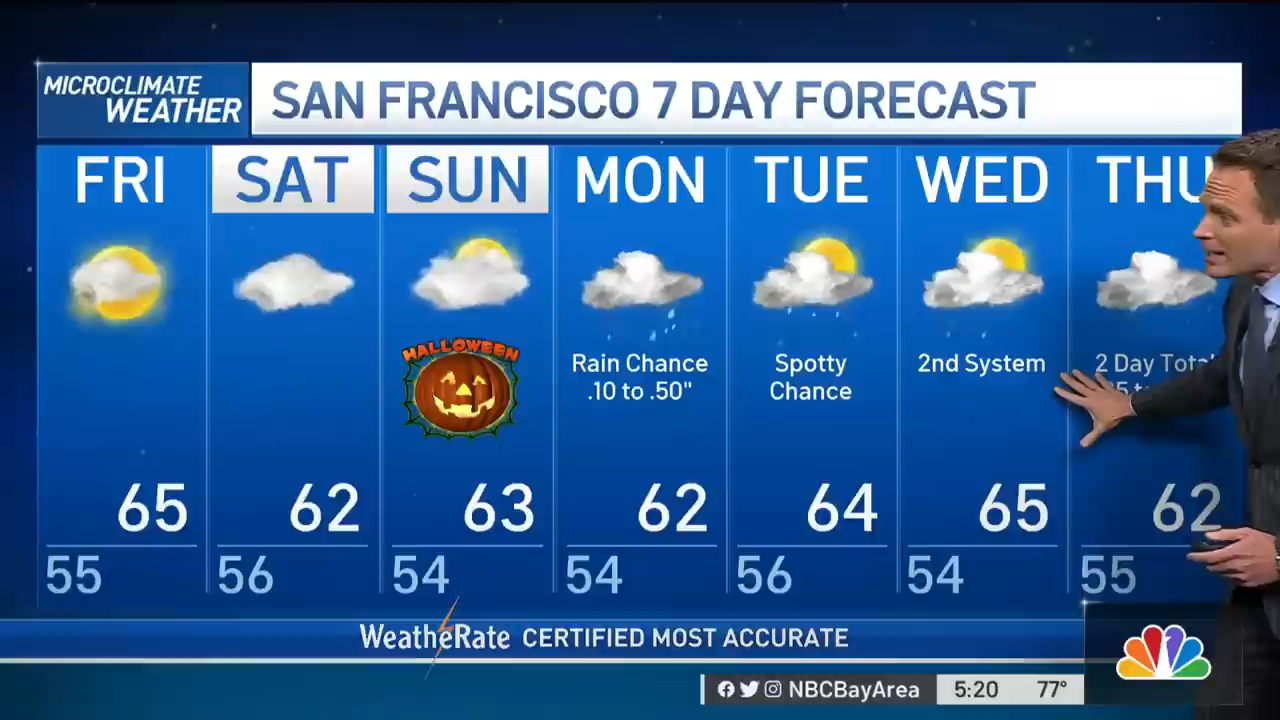 MICROCLIMATE
WEATHER
SAN FRANCISCO 7 DAY FORECAST
FRI SAT SUN MON TUE WED THU
HALLOWEEN
Rain Chance
.10 to .50"
Spotty
Chance
2nd System
2 Day Total
65 62 63 62 64 65 62
55 56 54 54 56 54 55
WeatheRate CERTIFIED MOST ACCURATE
NBCBayArea 5:20 77°